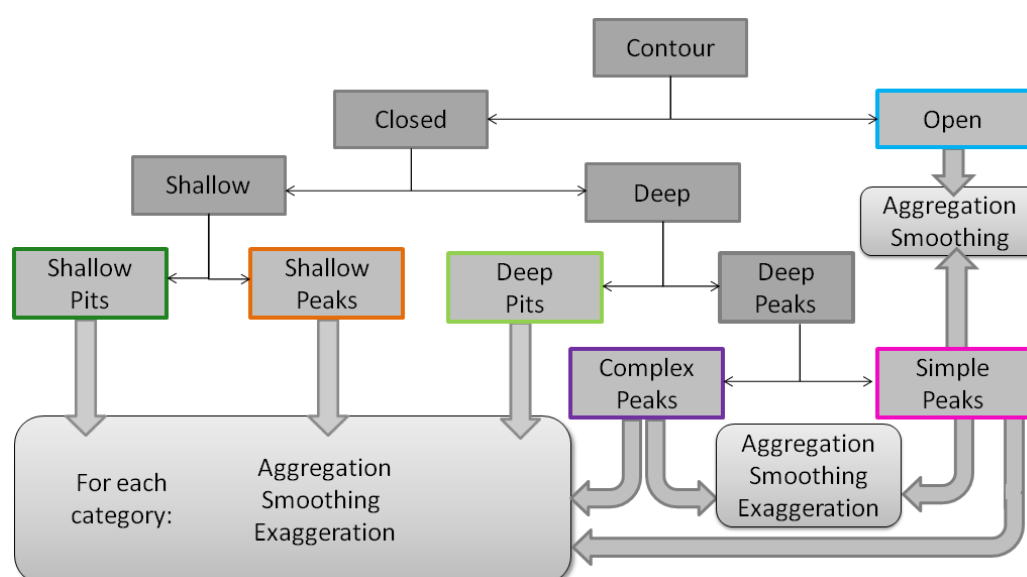 Contour
Closed
Open
Shallow
Deep
Aggregation
Smoothing
Shallow
Pits
Shallow
Peaks
Deep
Pits
Deep
Peaks
Complex
Peaks
Simple
Peaks
For each
category:
Aggregation
Smoothing
Exaggeration
Aggregation
Smoothing
Exaggeration